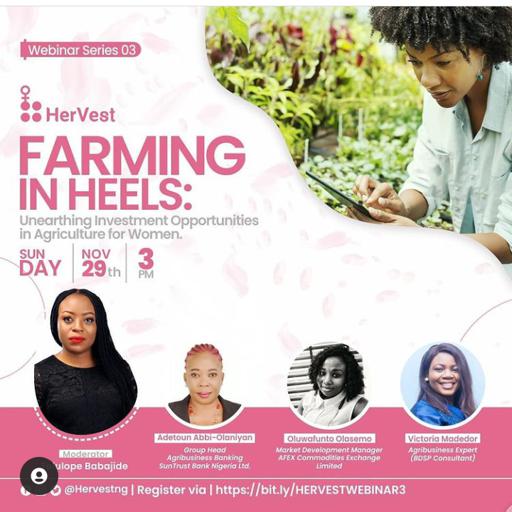 Webinar Series 03
HerVest
FARMING
IN HEELS:
Unearthing Investment Opportunities
in Agriculture for Women.
SUN
DAY
NOV
29th
3
PM
Moderator
ulope Babajide
Adetoun Abbi-Olaniyan
Group Head
Agribusiness Banking
SunTrust Bank Nigeria Ltd.
Oluwafunto Olasemo
Market Development Manager
AFEX Commodities Exchange
Limited
Victoria Madedor
Agribusiness Expert
(BDSP Consultant)
@Hervestng | Register via | https://bit.ly/HERVESTWEBINAR3